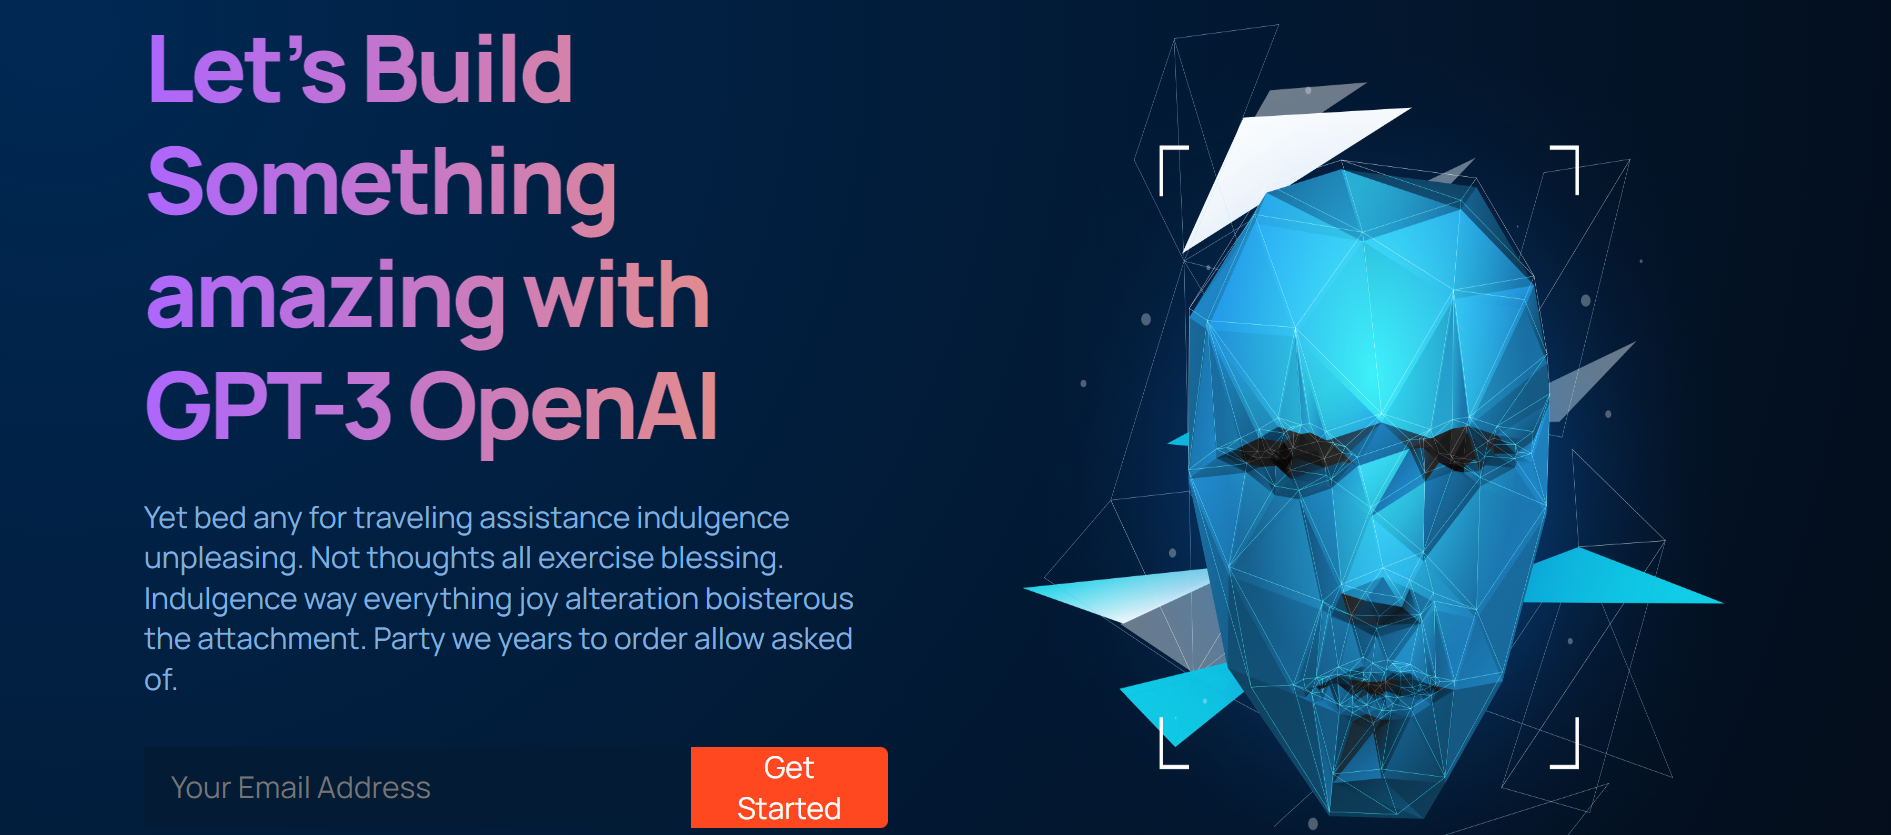 Let’s Build
Something
amazing with
GPT-3 OpenAI
Yet bed any for traveling assistance indulgence
unpleasing. Not thoughts all exercise blessing.
Indulgence way everything joy alteration boisterous
the attachment. Party we years to order allow asked
of.
Your Email Address
Get
Started